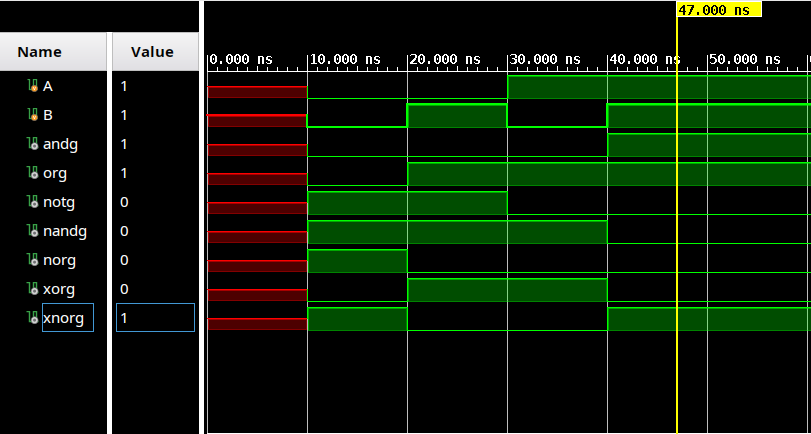 47.000 ns
Name Value
0.000 ns 10.000 ns 20.000 ns 30.000 ns 40.000 ns 50.000 ns
A 1
B 1
andg 1
org 1
notg 0
nandg 0
norg 0
xorg 0
xnorg 1